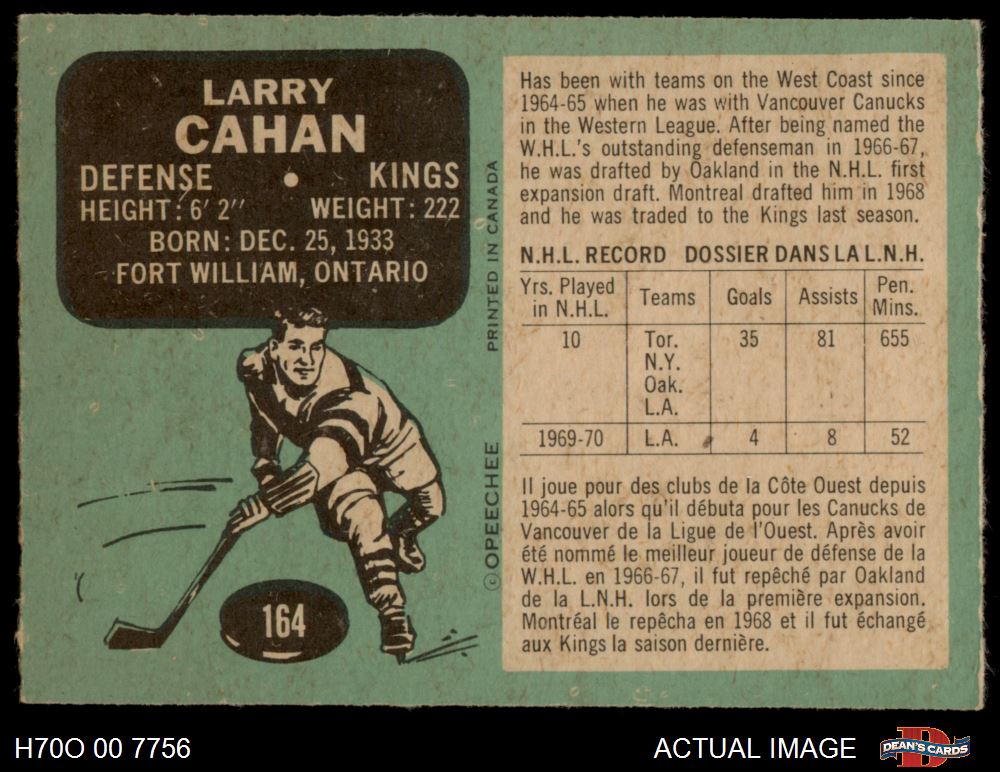 LARRY
CAHAN
DEFENSE • KINGS
HEIGHT: 6' 2" WEIGHT: 222
BORN: DEC. 25, 1933
FORT WILLIAM, ONTARIO
164
©OPEECHEE PRINTED IN CANADA
Has been with teams on the West Coast since
1964-65 when he was with Vancouver Canucks
in the Western League. After being named the
W.H.L.'s outstanding defenseman in 1966-67,
he was drafted by Oakland in the N.H.L. first
expansion draft. Montreal drafted him in 1968
and he was traded to the Kings last season.
N.H.L. RECORD DOSSIER DANS LA L.N.H.
Yrs. Played in N.H.L. Teams Goals Assists Pen. Mins.
10 Tor. 35 81 655
N.Y.
Oak.
L.A.
1969-70 L.A. 4 8 52
Il joue pour des clubs de la Côte Ouest depuis
1964-65 alors qu'il débuta pour les Canucks de
Vancouver de la Ligue de l'Ouest. Après avoir
été nommé le meilleur joueur de défense de la
W.H.L. en 1966-67, il fut repêché par Oakland
de la L.N.H. lors de la première expansion.
Montréal le repêcha en 1968 et il fut échangé
aux Kings la saison dernière.
H70O 00 7756
ACTUAL IMAGE
D
DEAN'S CARDS